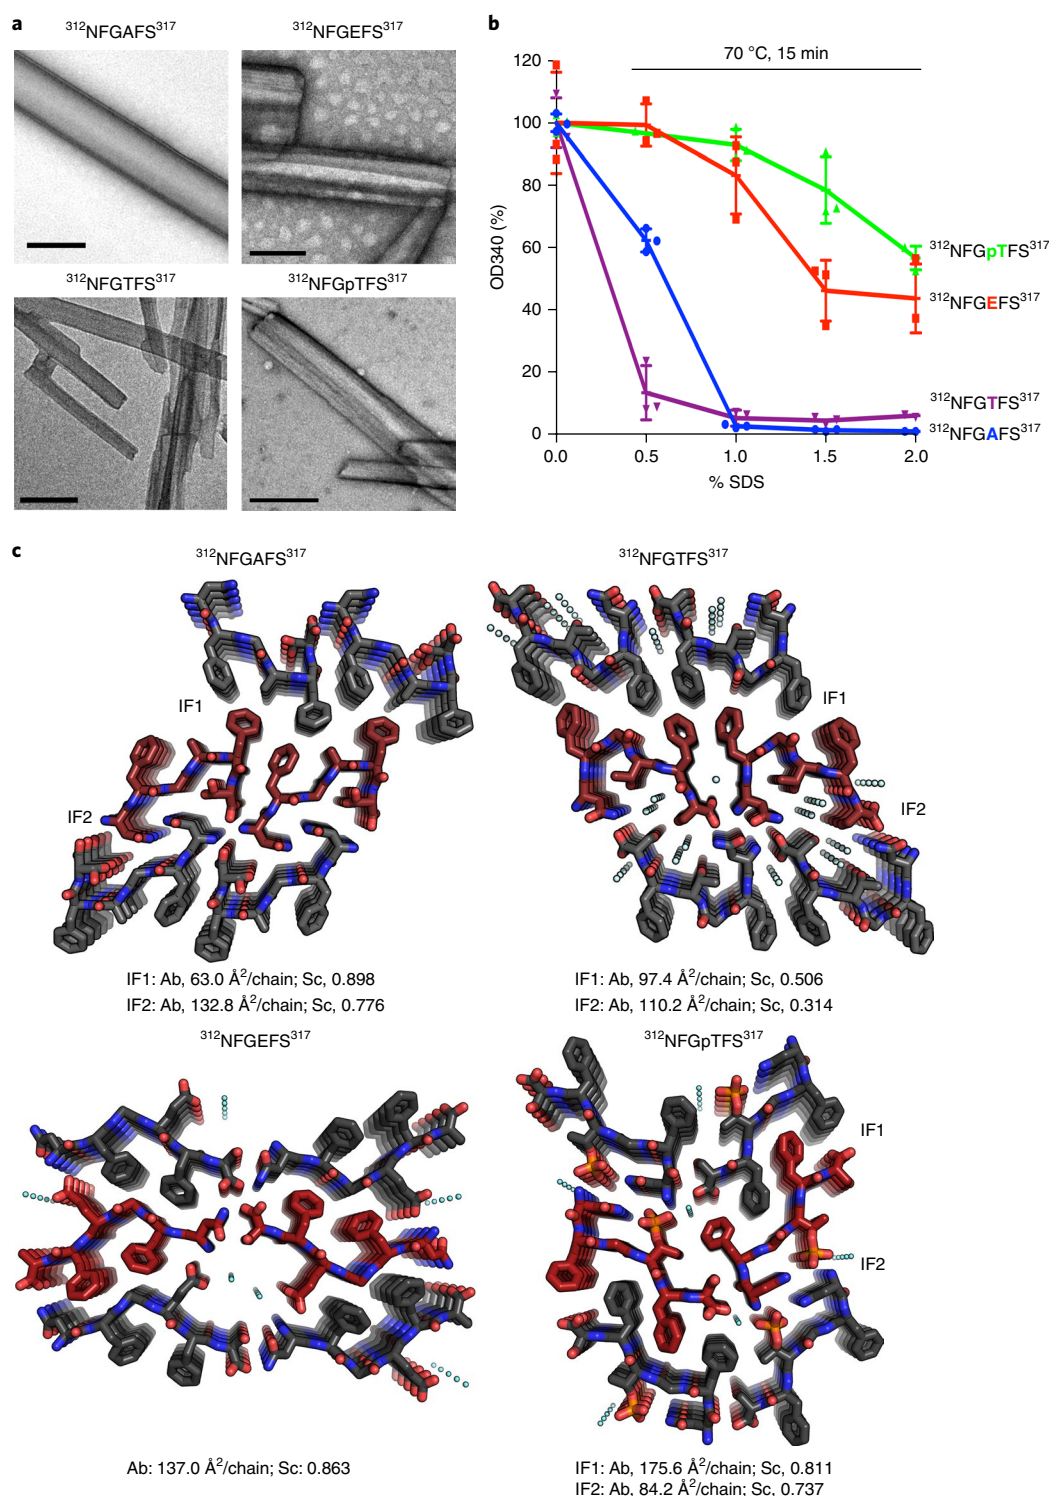 a
³¹²NFGAFS³¹⁷
³¹²NFGEFS³¹⁷
³¹²NFGTFS³¹⁷
³¹²NFGpTFS³¹⁷
b
70 °C, 15 min
120
100
80
60
40
20
0
OD340 (%)
0
0.5
1.0
1.5
2.0
% SDS
³¹²NFGpTFS³¹⁷
³¹²NFGEFS³¹⁷
³¹²NFGTFS³¹⁷
³¹²NFGAFS³¹⁷
c
³¹²NFGAFS³¹⁷
IF1
IF2
IF1: Ab, 63.0 Å²/chain; Sc, 0.898
IF2: Ab, 132.8 Å²/chain; Sc, 0.776
³¹²NFGTFS³¹⁷
IF1
IF2
IF1: Ab, 97.4 Å²/chain; Sc, 0.506
IF2: Ab, 110.2 Å²/chain; Sc, 0.314
³¹²NFGEFS³¹⁷
Ab: 137.0 Å²/chain; Sc: 0.863
³¹²NFGpTFS³¹⁷
IF1
IF2
IF1: Ab, 175.6 Å²/chain; Sc, 0.811
IF2: Ab, 84.2 Å²/chain; Sc, 0.737